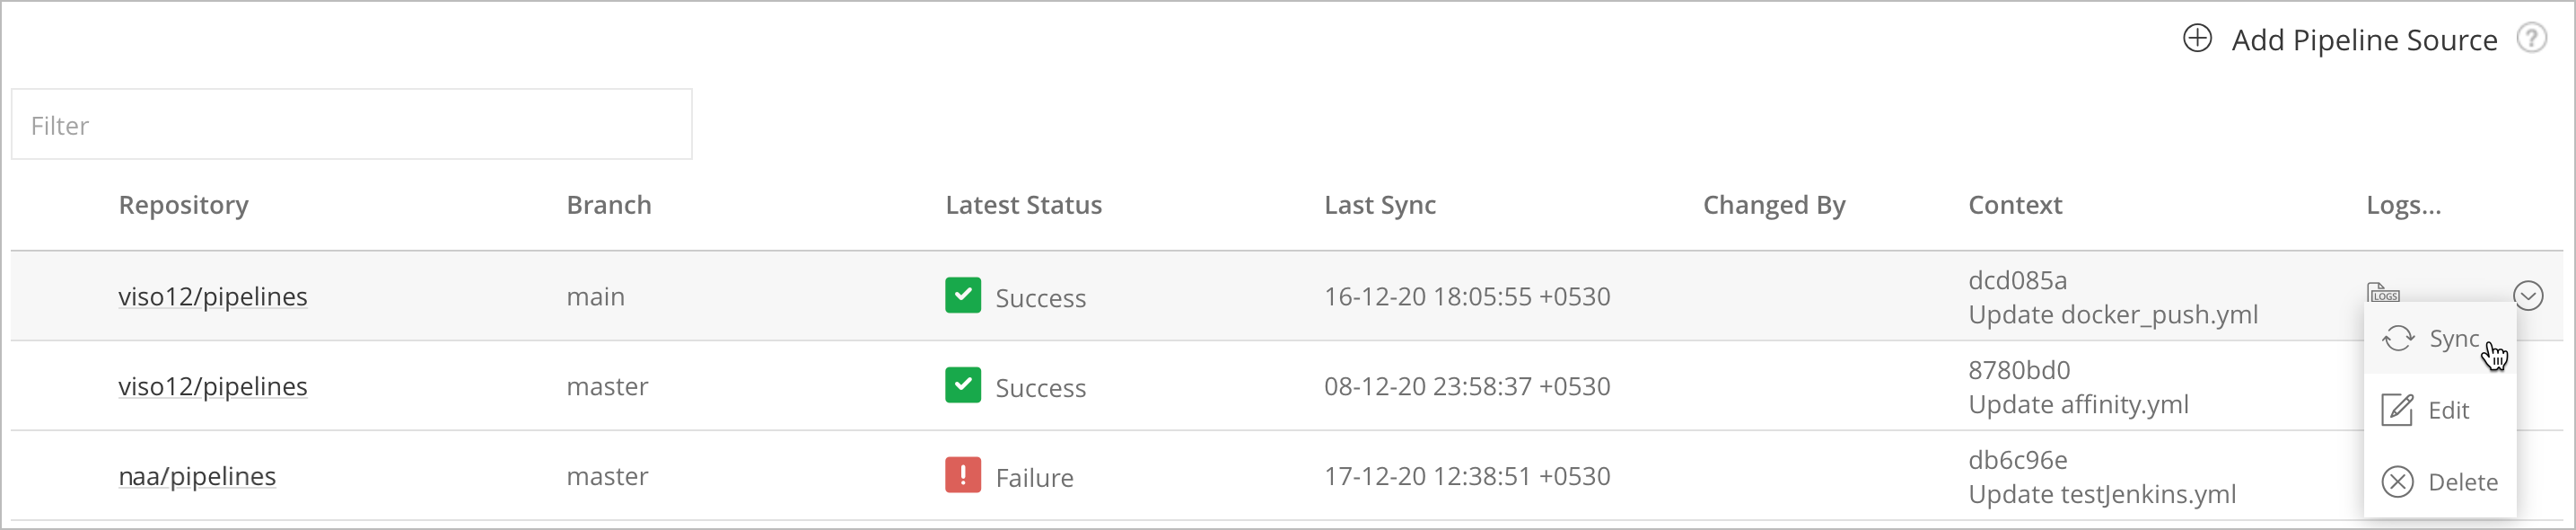 Add Pipeline Source ?
Filter
Repository Branch Latest Status Last Sync Changed By Context Logs...
viso12/pipelines main Success 16-12-20 18:05:55 +0530 dcd085a
Update docker_push.yml
LOGS
Sync
viso12/pipelines master Success 08-12-20 23:58:37 +0530 8780bd0
Update affinity.yml
Edit
naa/pipelines master Failure 17-12-20 12:38:51 +0530 db6c96e
Update testJenkins.yml
Delete